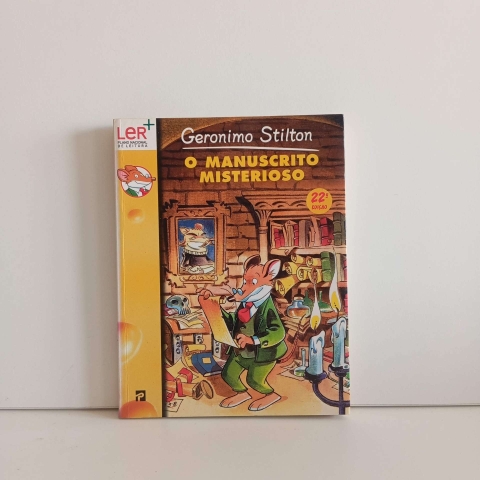 LeR+
PLANO NACIONAL
DE LEITURA
Geronimo Stilton
O MANUSCRITO
MISTERIOSO
22ª
EDIÇÃO